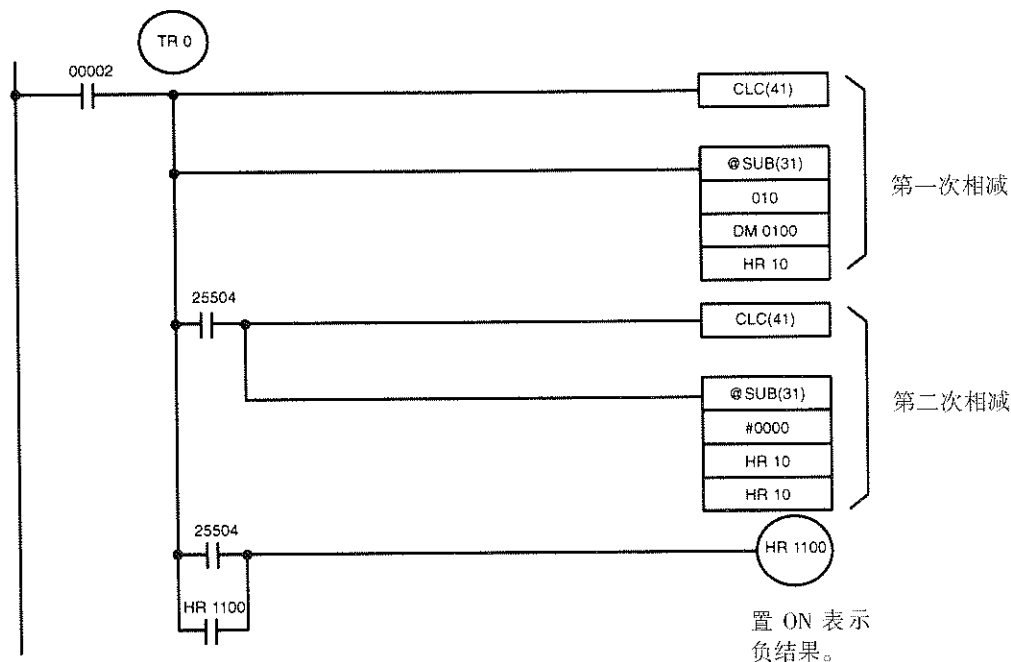 TR 0
00002
CLC(41)
@SUB(31)
010
DM 0100
HR 10
第一次相减
25504
CLC(41)
@SUB(31)
#0000
HR 10
HR 10
第二次相减
25504
HR 1100
HR 1100
置 ON 表示
负结果。